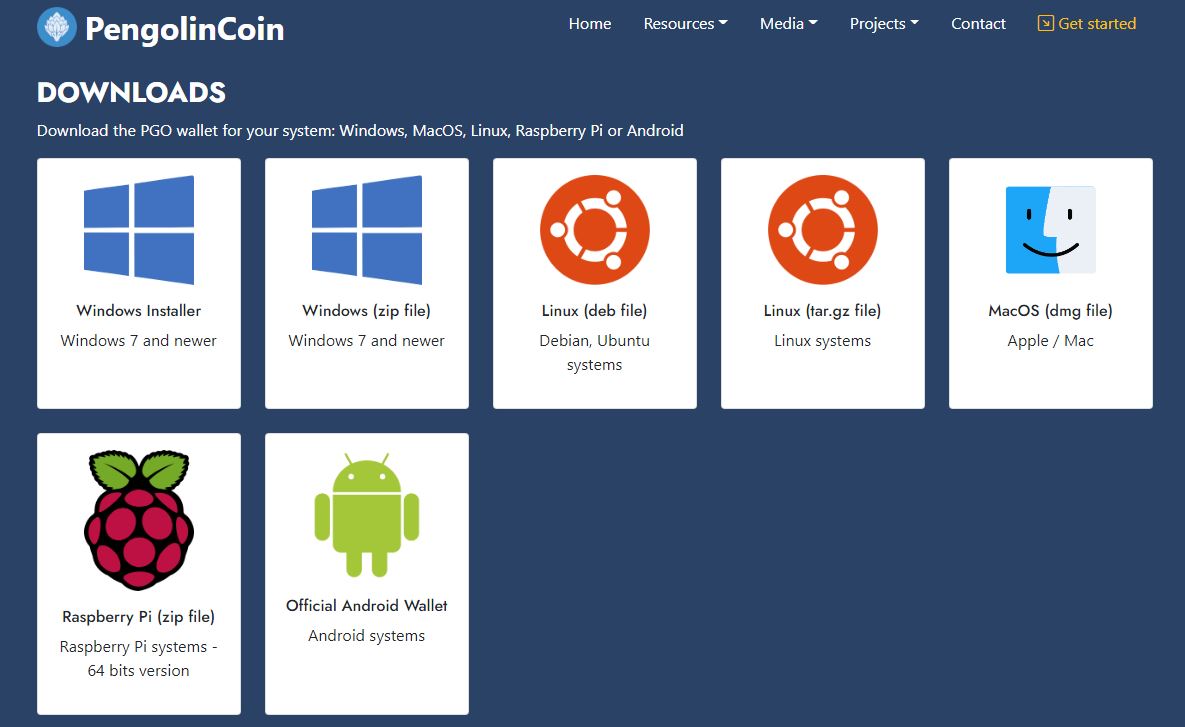 PengolinCoin
Home
Resources
Media
Projects
Contact
Get started
DOWNLOADS
Download the PGO wallet for your system: Windows, MacOS, Linux, Raspberry Pi or Android
Windows Installer
Windows 7 and newer
Windows (zip file)
Windows 7 and newer
Linux (deb file)
Debian, Ubuntu
systems
Linux (tar.gz file)
Linux systems
MacOS (dmg file)
Apple / Mac
Raspberry Pi (zip file)
Raspberry Pi systems -
64 bits version
Official Android Wallet
Android systems